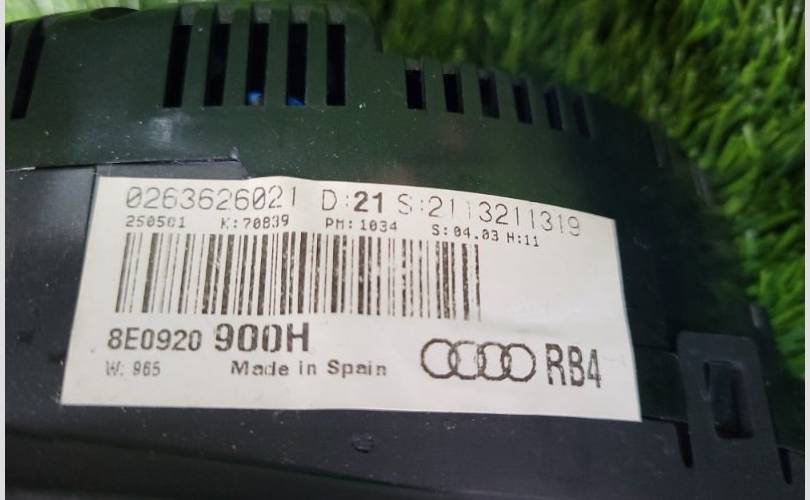 0263626021 D:21 S:2113211319
250501 K:70839 PM:1034 S:04.03 H:11
8E0920 900H
W: 965 Made in Spain RB4